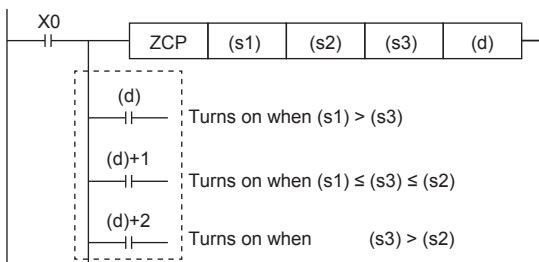 X0
ZCP (s1) (s2) (s3) (d)
(d)
Turns on when (s1) > (s3)
(d)+1
Turns on when (s1) ≤ (s3) ≤ (s2)
(d)+2
Turns on when (s3) > (s2)